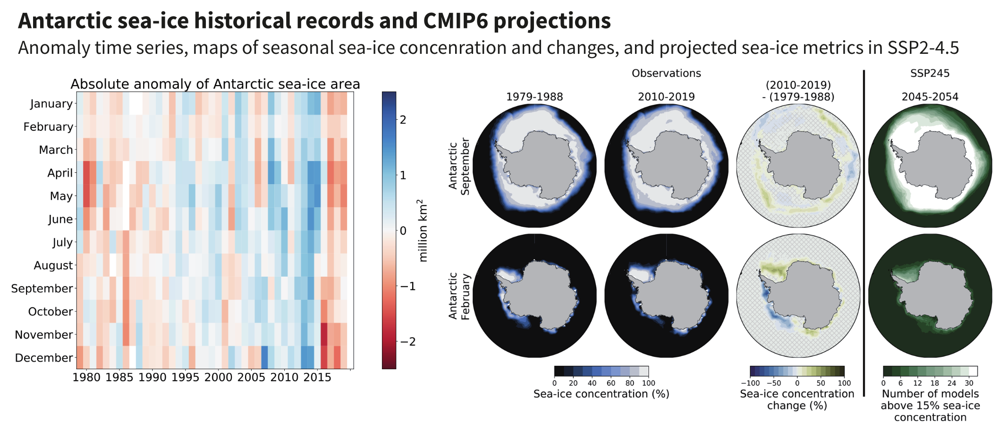 Antarctic sea-ice historical records and CMIP6 projections
Anomaly time series, maps of seasonal sea-ice concenration and changes, and projected sea-ice metrics in SSP2-4.5
Absolute anomaly of Antarctic sea-ice area
January
February
March
April
May
June
July
August
September
October
November
December
1980 1985 1990 1995 2000 2005 2010 2015
2
1
0
−1
−2
million km²
Observations
1979-1988
2010-2019
(2010-2019)
- (1979-1988)
SSP245
2045-2054
Antarctic
September
Antarctic
February
0 20 40 60 80 100
Sea-ice concentration (%)
−100 −50 0 50 100
Sea-ice concentration
change (%)
0 6 12 18 24 30
Number of models
above 15% sea-ice
concentration